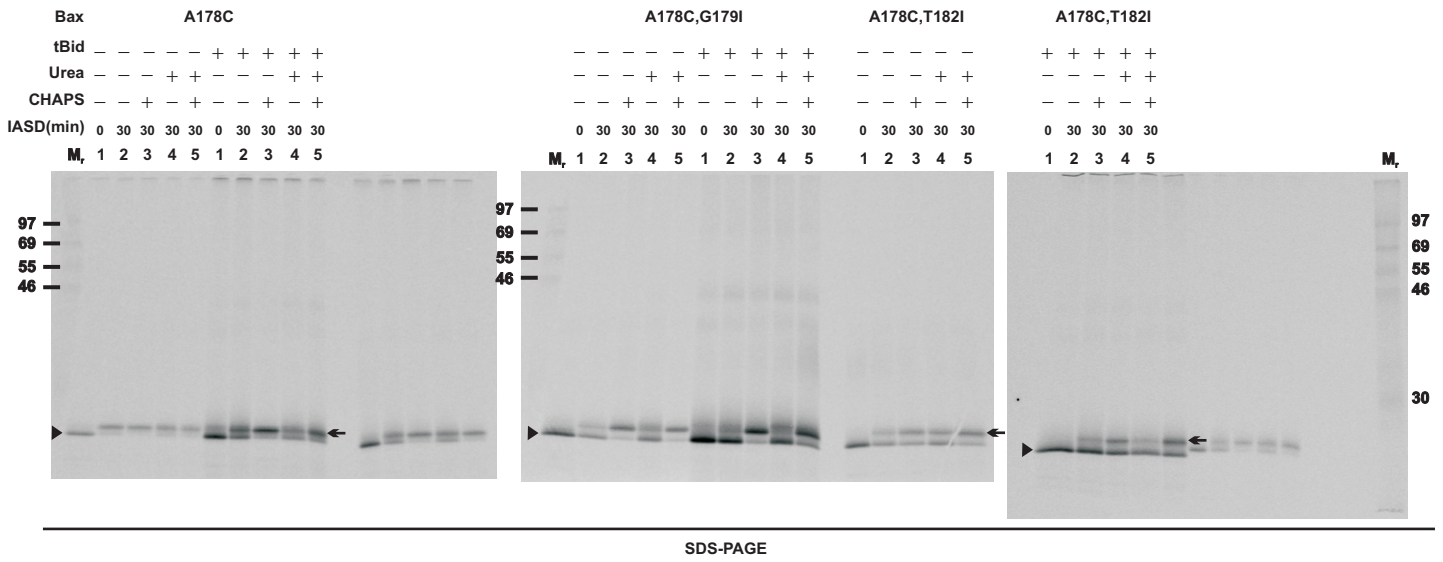 Bax A178C A178C,G179I A178C,T182I A178C,T182I
tBid − − − − − + + + + + − − − − − + + + + + − − − − − + + + + +
Urea − − − + + − − − + + − − − + + − − − + + − − − + + − − − + +
CHAPS − − + − + − − + − + − − + − + − − + − + − − + − + − − + − +
IASD(min) 0 30 30 30 30 0 30 30 30 30 0 30 30 30 30 0 30 30 30 30 0 30 30 30 30 0 30 30 30 30
Mr 1 2 3 4 5 1 2 3 4 5 Mr 1 2 3 4 5 1 2 3 4 5 1 2 3 4 5 1 2 3 4 5 Mr
97
69
55
46
97
69
55
46
97
69
55
46
30
SDS-PAGE